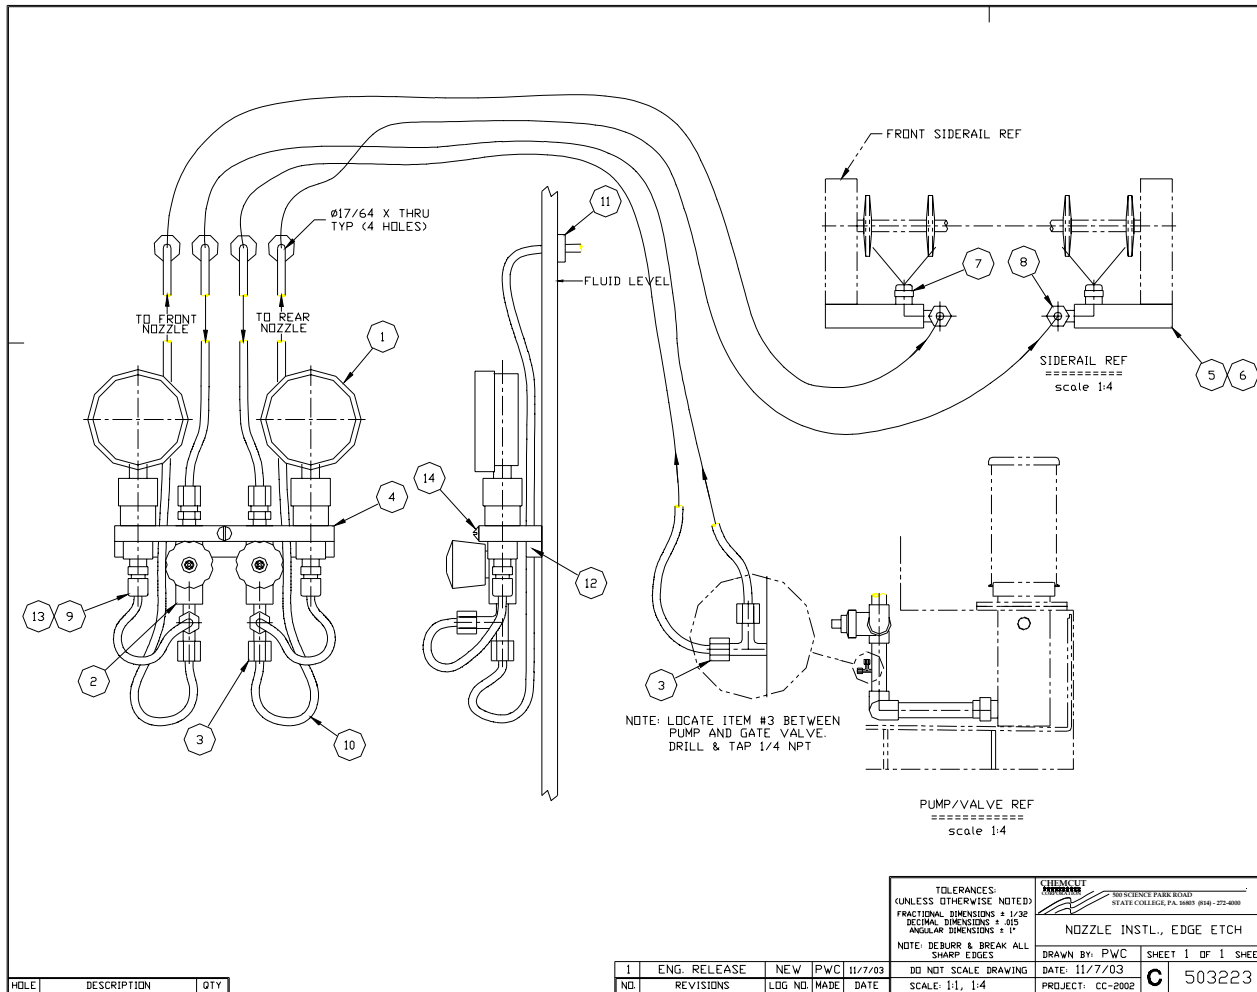 FRONT SIDERAIL REF
11
Ø17/64 X THRU
TYP (4 HOLES)
7
8
FLUID LEVEL
TO FRONT
NOZZLE
TO REAR
NOZZLE
1
SIDERAIL REF
scale 1:4
5
6
14
4
12
13
9
2
3
3
10
NOTE: LOCATE ITEM #3 BETWEEN
PUMP AND GATE VALVE.
DRILL & TAP 1/4 NPT
PUMP/VALVE REF
scale 1:4
TOLERANCES:
(UNLESS OTHERWISE NOTED)
FRACTIONAL DIMENSIONS ± 1/32
DECIMAL DIMENSIONS ± .015
ANGULAR DIMENSIONS ± 1°
NOTE: DEBURR & BREAK ALL
SHARP EDGES
DO NOT SCALE DRAWING
SCALE: 1:1, 1:4
CHEMCUT
CORPORATION
500 SCIENCE PARK ROAD
STATE COLLEGE, PA. 16803 (814) - 272-4000
NOZZLE INSTL., EDGE ETCH
DRAWN BY: PWC
SHEET 1 OF 1 SHEE
DATE: 11/7/03
PROJECT: CC-2002
C
503223
1 ENG. RELEASE NEW PWC 11/7/03
NO. REVISIONS LOG NO. MADE DATE
HOLE DESCRIPTION QTY